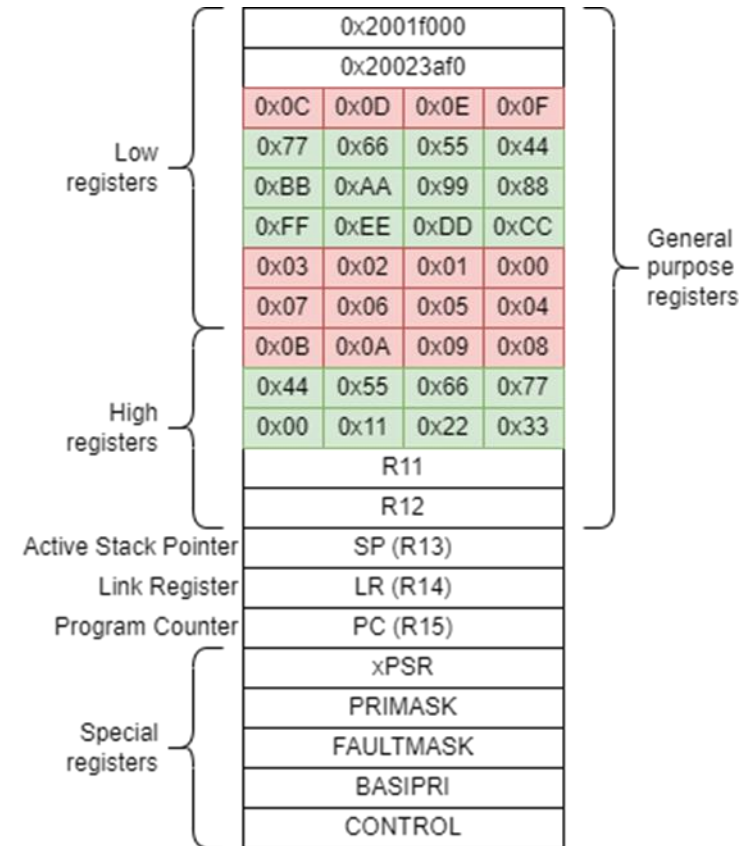 0x2001f000
0x20023af0
0x0C 0x0D 0x0E 0x0F
0x77 0x66 0x55 0x44
Low
registers
0xBB 0xAA 0x99 0x88
0xFF 0xEE 0xDD 0xCC
General
purpose
registers
0x03 0x02 0x01 0x00
0x07 0x06 0x05 0x04
0x0B 0x0A 0x09 0x08
0x44 0x55 0x66 0x77
High
registers
0x00 0x11 0x22 0x33
R11
R12
Active Stack Pointer SP (R13)
Link Register LR (R14)
Program Counter PC (R15)
xPSR
PRIMASK
Special
registers
FAULTMASK
BASIPRI
CONTROL